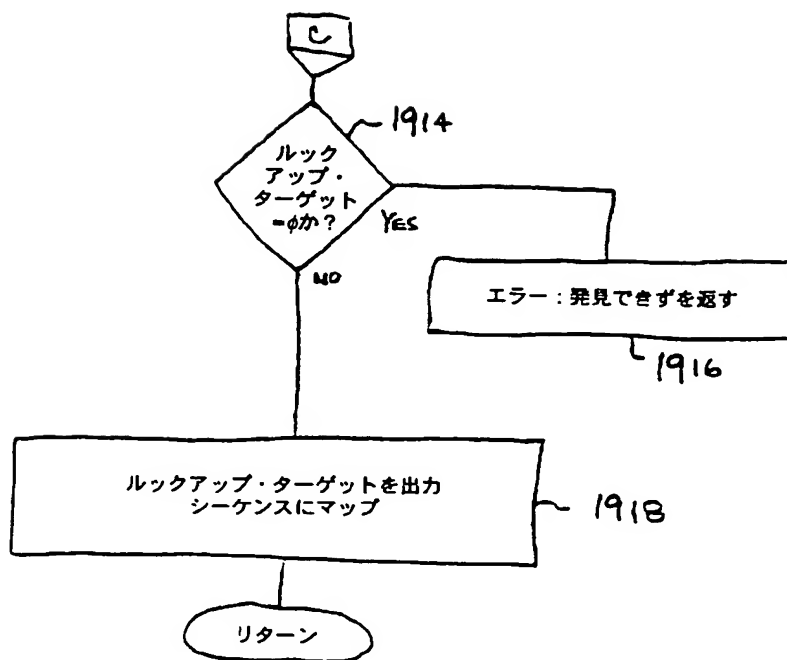 C
1914
ルック
アップ・
ターゲット
=φか？
YES
NO
エラー：発見できずを返す
1916
ルックアップ・ターゲットを出力
シーケンスにマップ
1918
リターン